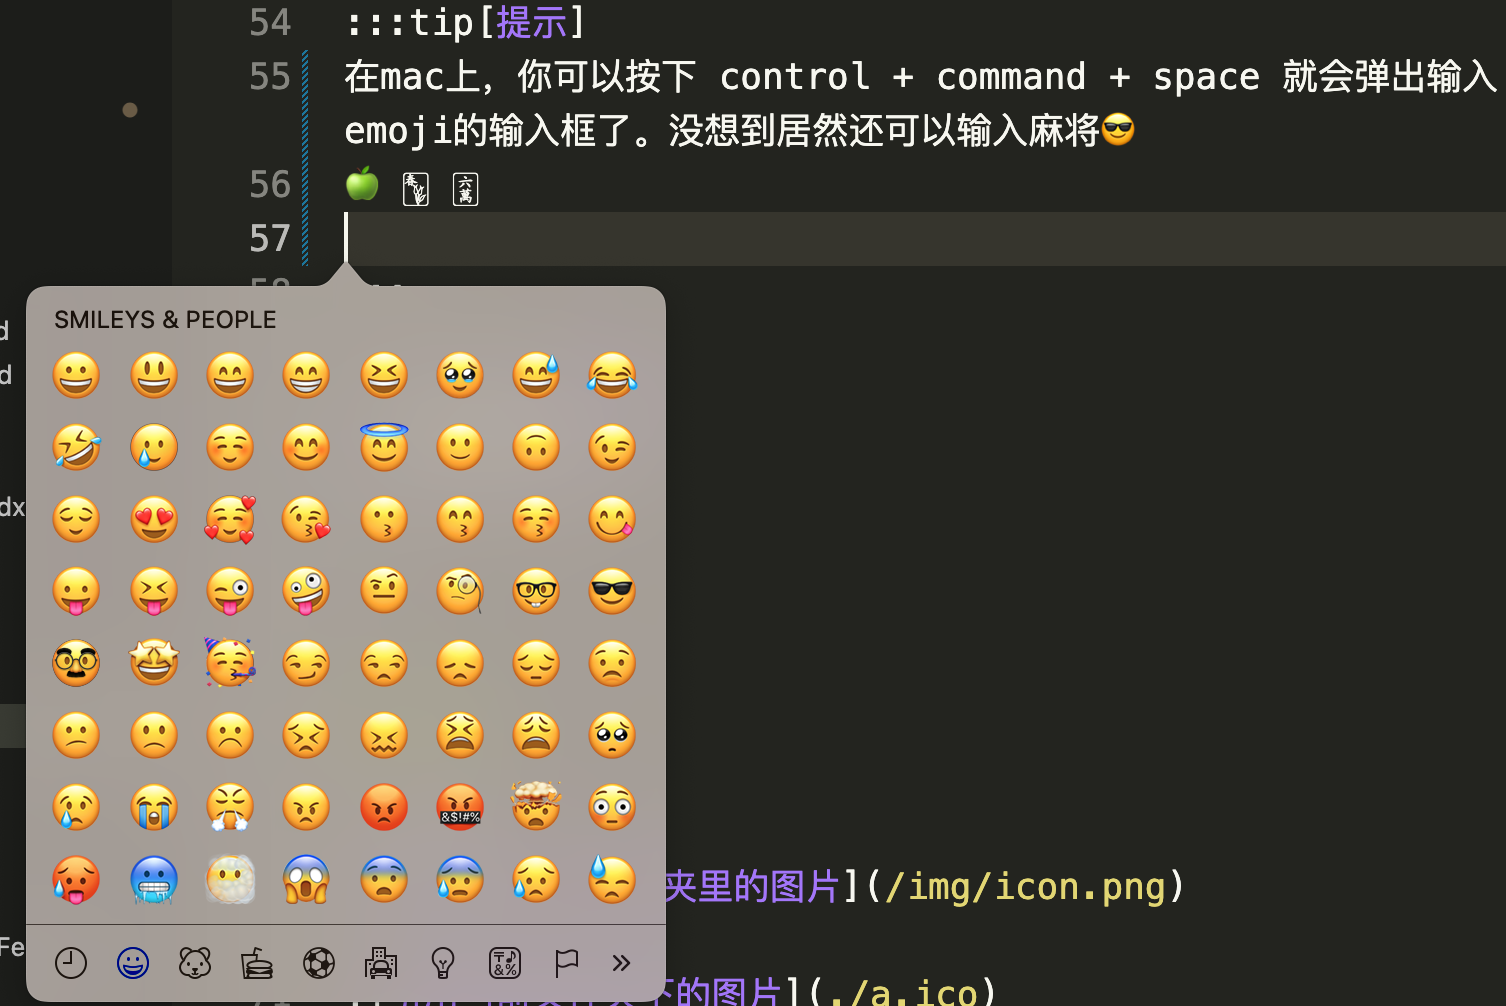 54 :::tip[提示]
55 在mac上，你可以按下 control + command + space 就会弹出输入
emoji的输入框了。没想到居然还可以输入麻将😎
56 🍏 🀦 🀌
57
SMILEYS & PEOPLE
&$!#%
夹里的图片](/img/icon.png)
的图片](./a.ico)
d
d
dx
Fe